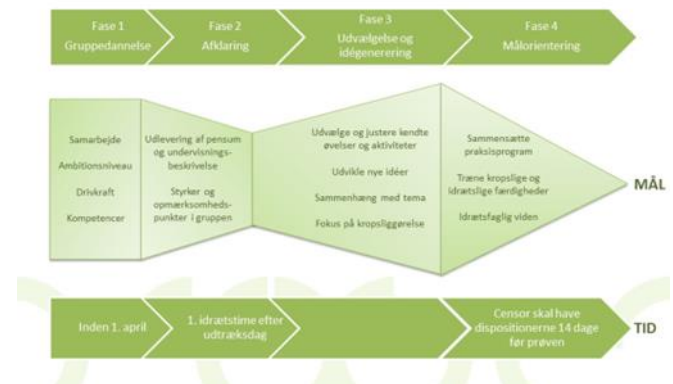 Fase 1
Gruppedannelse
Fase 2
Afklaring
Fase 3
Udvælgelse og
idégenerering
Fase 4
Målorientering
Samarbejde
Ambitionsniveau
Drivkraft
Kompetencer
Udlevering af pensum
og undervisnings-
beskrivelse
Styrker og
opmærksomheds-
punkter i gruppen
Udvælge og justere kendte
øvelser og aktiviteter
Udvikle nye idéer
Sammenhæng med tema
Fokus på kropsliggørelse
Sammensætte
praksisprogram
Træne kropslige og
idrætslige færdigheder
Idrætsfaglig viden
MÅL
Inden 1. april
1. idrætstime efter
udtræksdag
Censor skal have
dispositionerne 14 dage
før prøven
TID